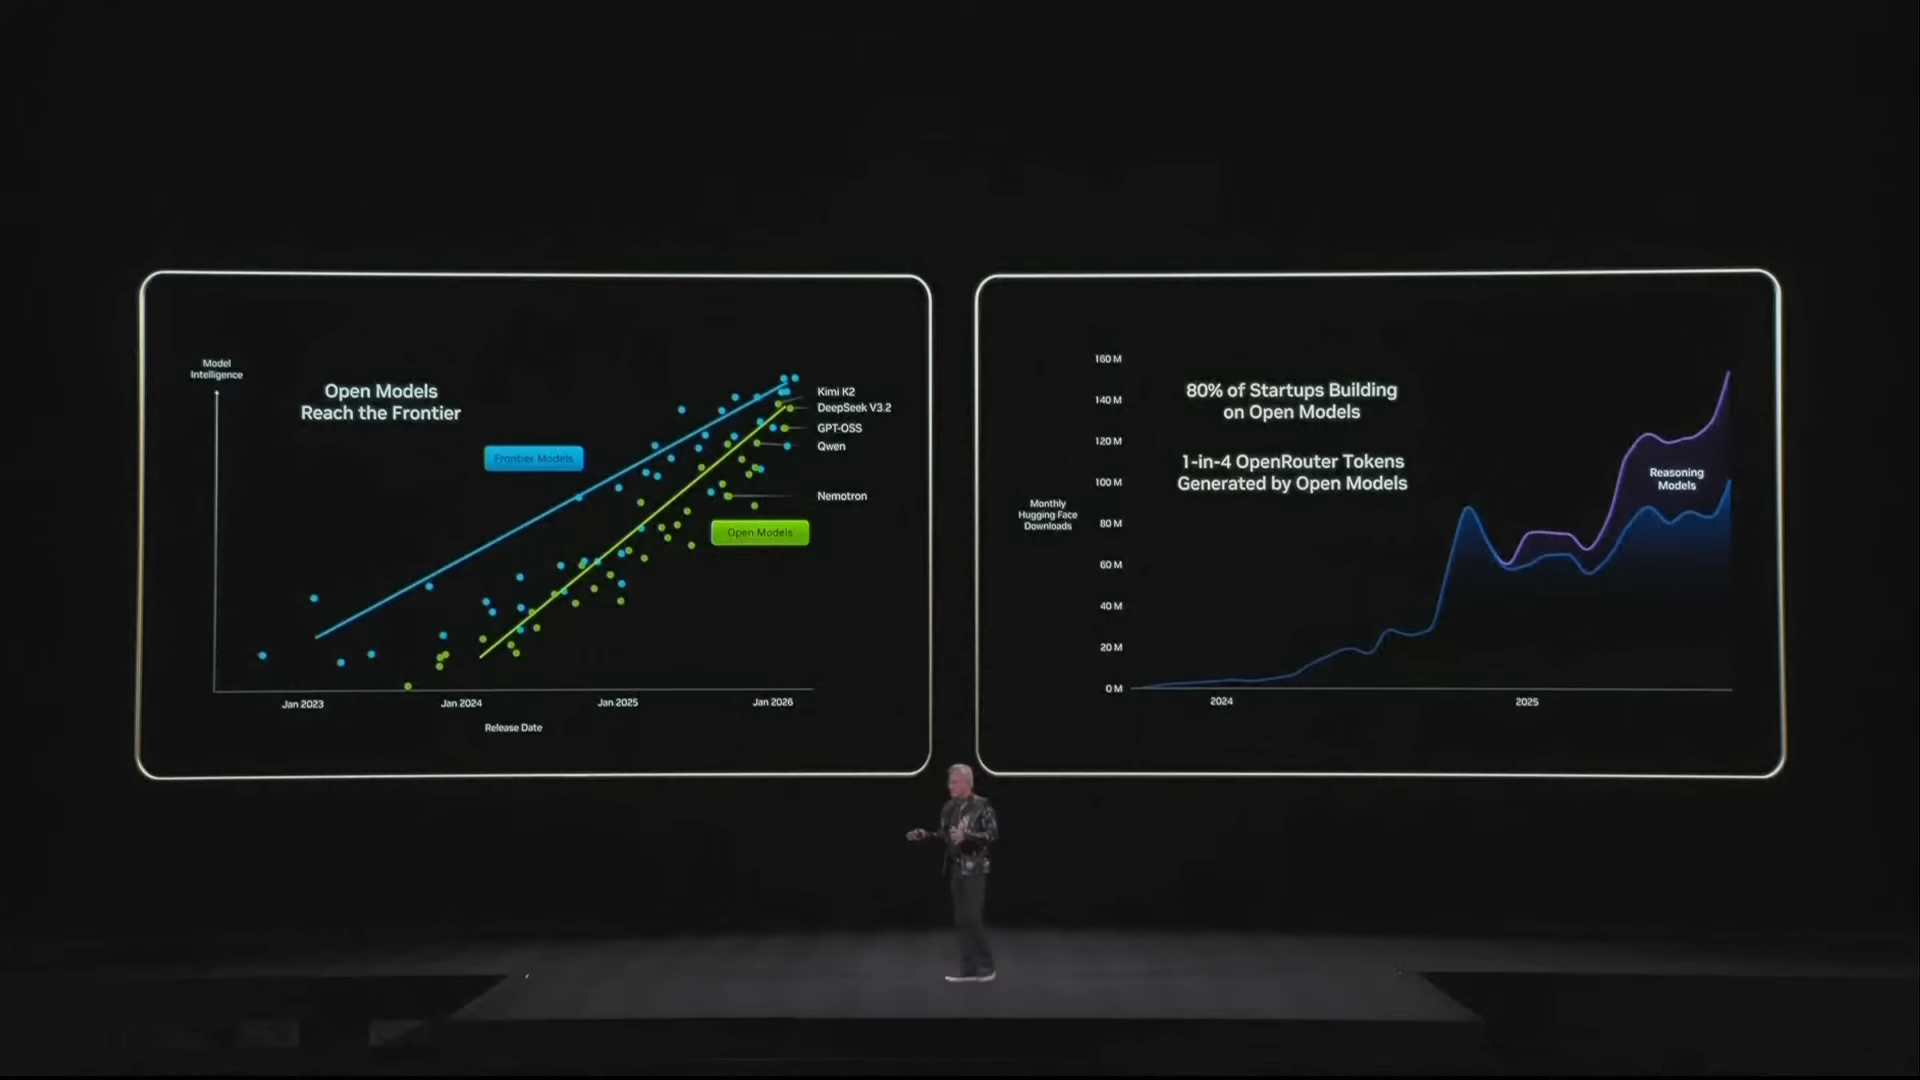 Model
Intelligence
Open Models
Reach the Frontier
Frontier Models
Kimi K2
DeepSeek V3.2
GPT-OSS
Qwen
Nemotron
Open Models
Jan 2023
Jan 2024
Jan 2025
Jan 2026
Release Date
160 M
140 M
120 M
100 M
80 M
60 M
40 M
20 M
0 M
Monthly
Hugging Face
Downloads
80% of Startups Building
on Open Models
1-in-4 OpenRouter Tokens
Generated by Open Models
Reasoning
Models
2024
2025